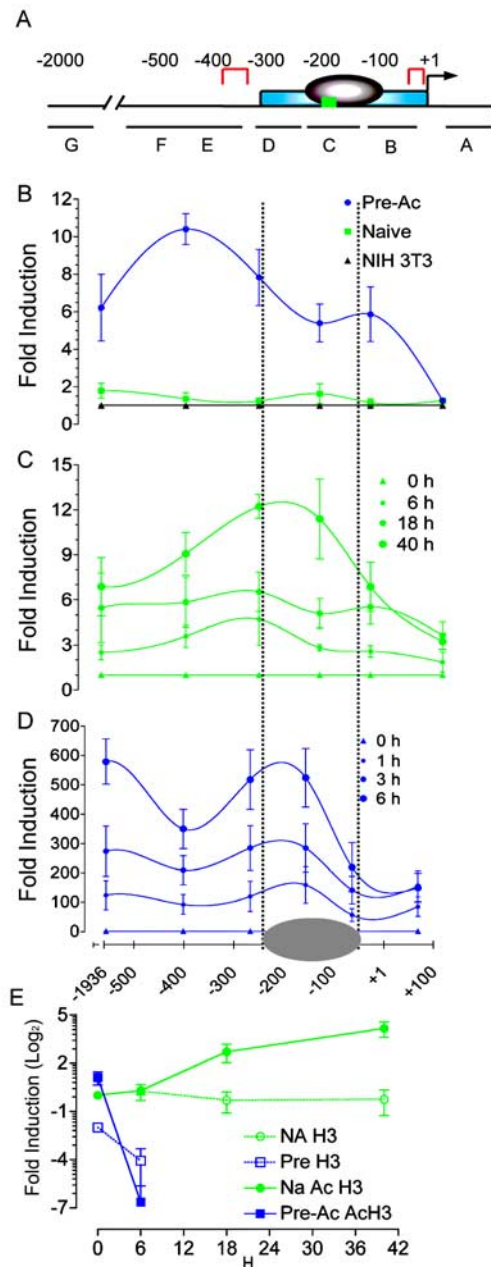 A
-2000 -500 -400 -300 -200 -100 +1
G F E D C B A
B
Fold Induction
12
10
8
6
4
2
0
Pre-Ac
Naive
NIH 3T3
C
Fold Induction
15
12
9
6
3
0
0 h
6 h
18 h
40 h
D
Fold Induction
700
600
500
400
300
200
100
0
0 h
1 h
3 h
6 h
-1936 -500 -400 -300 -200 -100 +1 +100
E
Fold Induction (Log2)
5
2
-1
-4
-7
NA H3
Pre H3
Na Ac H3
Pre-Ac AcH3
0 6 12 18 24 30 36 42
H